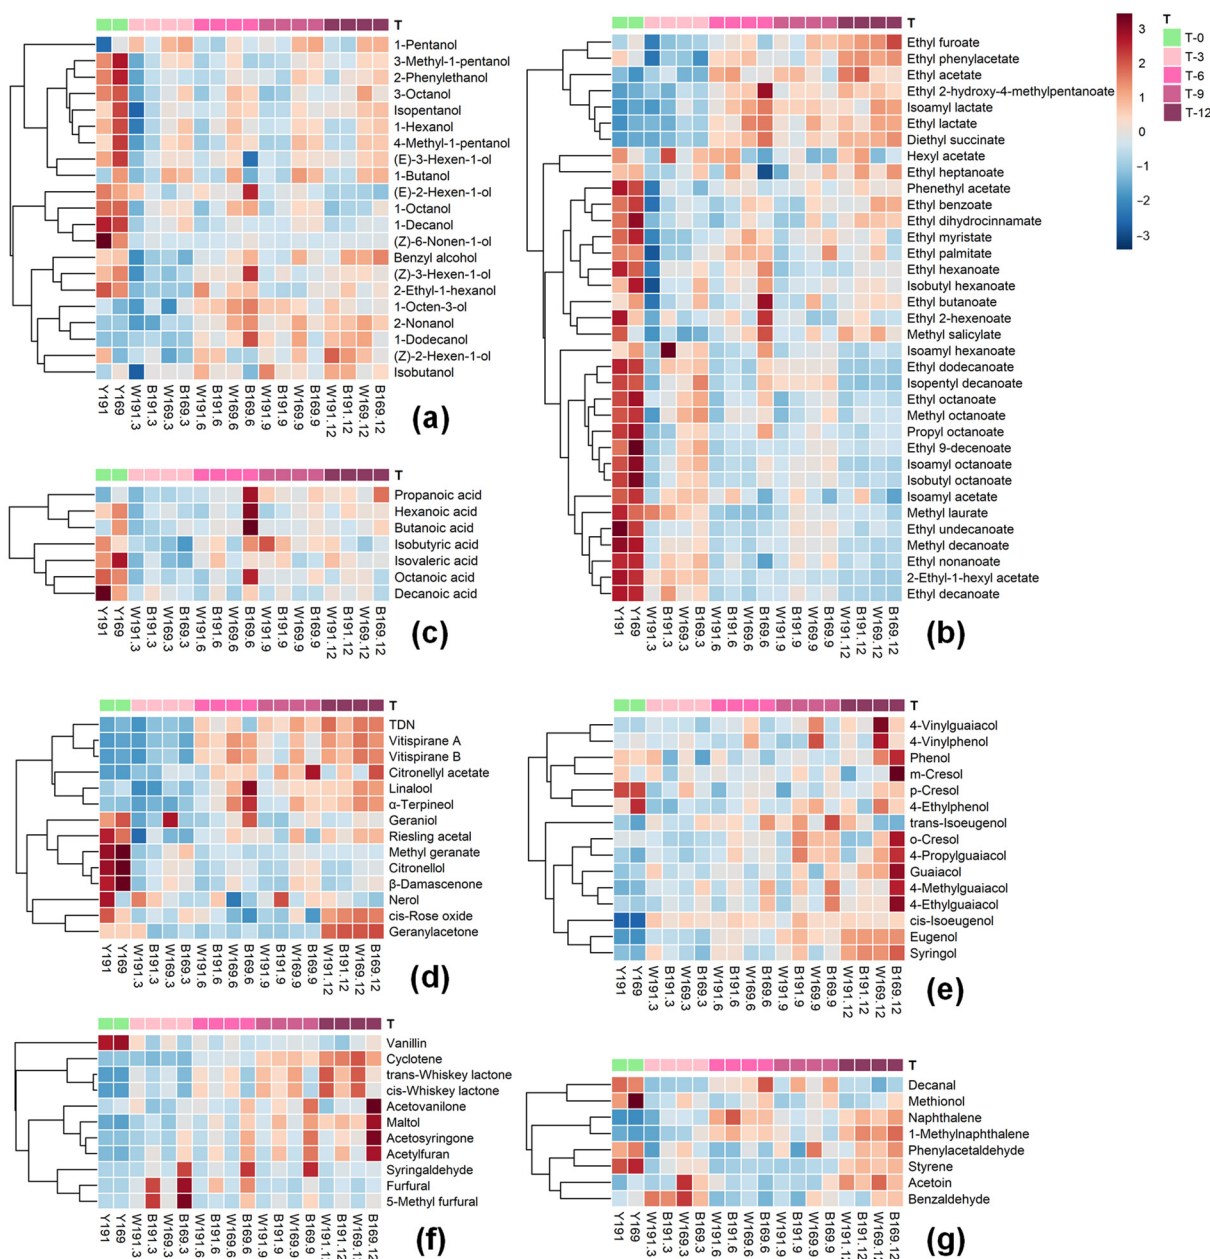 T
1-Pentanol
3-Methyl-1-pentanol
2-Phenylethanol
3-Octanol
Isopentanol
1-Hexanol
4-Methyl-1-pentanol
(E)-3-Hexen-1-ol
1-Butanol
(E)-2-Hexen-1-ol
1-Octanol
1-Decanol
(Z)-6-Nonen-1-ol
Benzyl alcohol
(Z)-3-Hexen-1-ol
2-Ethyl-1-hexanol
1-Octen-3-ol
2-Nonanol
1-Dodecanol
(Z)-2-Hexen-1-ol
Isobutanol
Y191 Y169 W191.3 B191.3 W169.3 B169.3 W191.6 B191.6 W169.6 B169.6 W191.9 B191.9 W169.9 B169.9 W191.12 B191.12 W169.12 B169.12
(a)
T
Ethyl furoate
Ethyl phenylacetate
Ethyl acetate
Ethyl 2-hydroxy-4-methylpentanoate
Isoamyl lactate
Ethyl lactate
Diethyl succinate
Hexyl acetate
Ethyl heptanoate
Phenethyl acetate
Ethyl benzoate
Ethyl dihydrocinnamate
Ethyl myristate
Ethyl palmitate
Ethyl hexanoate
Isobutyl hexanoate
Ethyl butanoate
Ethyl 2-hexenoate
Methyl salicylate
Isoamyl hexanoate
Ethyl dodecanoate
Isopentyl decanoate
Ethyl octanoate
Methyl octanoate
Propyl octanoate
Ethyl 9-decenoate
Isoamyl octanoate
Isobutyl octanoate
Isoamyl acetate
Methyl laurate
Ethyl undecanoate
Methyl decanoate
Ethyl nonanoate
2-Ethyl-1-hexyl acetate
Ethyl decanoate
Y191 Y169 W191.3 B191.3 W169.3 B169.3 W191.6 B191.6 W169.6 B169.6 W191.9 B191.9 W169.9 B169.9 W191.12 B191.12 W169.12 B169.12
(b)
3
2
1
0
−1
−2
−3
T
T-0
T-3
T-6
T-9
T-12
T
Propanoic acid
Hexanoic acid
Butanoic acid
Isobutyric acid
Isovaleric acid
Octanoic acid
Decanoic acid
Y191 Y169 W191.3 B191.3 W169.3 B169.3 W191.6 B191.6 W169.6 B169.6 W191.9 B191.9 W169.9 B169.9 W191.12 B191.12 W169.12 B169.12
(c)
T
TDN
Vitispirane A
Vitispirane B
Citronellyl acetate
Linalool
α-Terpineol
Geraniol
Riesling acetal
Methyl geranate
Citronellol
β-Damascenone
Nerol
cis-Rose oxide
Geranylacetone
Y191 Y169 W191.3 B191.3 W169.3 B169.3 W191.6 B191.6 W169.6 B169.6 W191.9 B191.9 W169.9 B169.9 W191.12 B191.12 W169.12 B169.12
(d)
T
4-Vinylguaiacol
4-Vinylphenol
Phenol
m-Cresol
p-Cresol
4-Ethylphenol
trans-Isoeugenol
o-Cresol
4-Propylguaiacol
Guaiacol
4-Methylguaiacol
4-Ethylguaiacol
cis-Isoeugenol
Eugenol
Syringol
Y191 Y169 W191.3 B191.3 W169.3 B169.3 W191.6 B191.6 W169.6 B169.6 W191.9 B191.9 W169.9 B169.9 W191.12 B191.12 W169.12 B169.12
(e)
T
Vanillin
Cyclotene
trans-Whiskey lactone
cis-Whiskey lactone
Acetovanilone
Maltol
Acetosyringone
Acetylfuran
Syringaldehyde
Furfural
5-Methyl furfural
Y191 Y169 W191.3 B191.3 W169.3 B169.3 W191.6 B191.6 W169.6 B169.6 W191.9 B191.9 W169.9 B169.9 B191.12 B169.12
(f)
T
Decanal
Methionol
Naphthalene
1-Methylnaphthalene
Phenylacetaldehyde
Styrene
Acetoin
Benzaldehyde
Y191 Y169 W191.3 B191.3 W169.3 B169.3 W191.6 B191.6 W169.6 B169.6 W191.9 B191.9 W169.9 B169.9 W191.12 B191.12 W169.12 B169.12
(g)